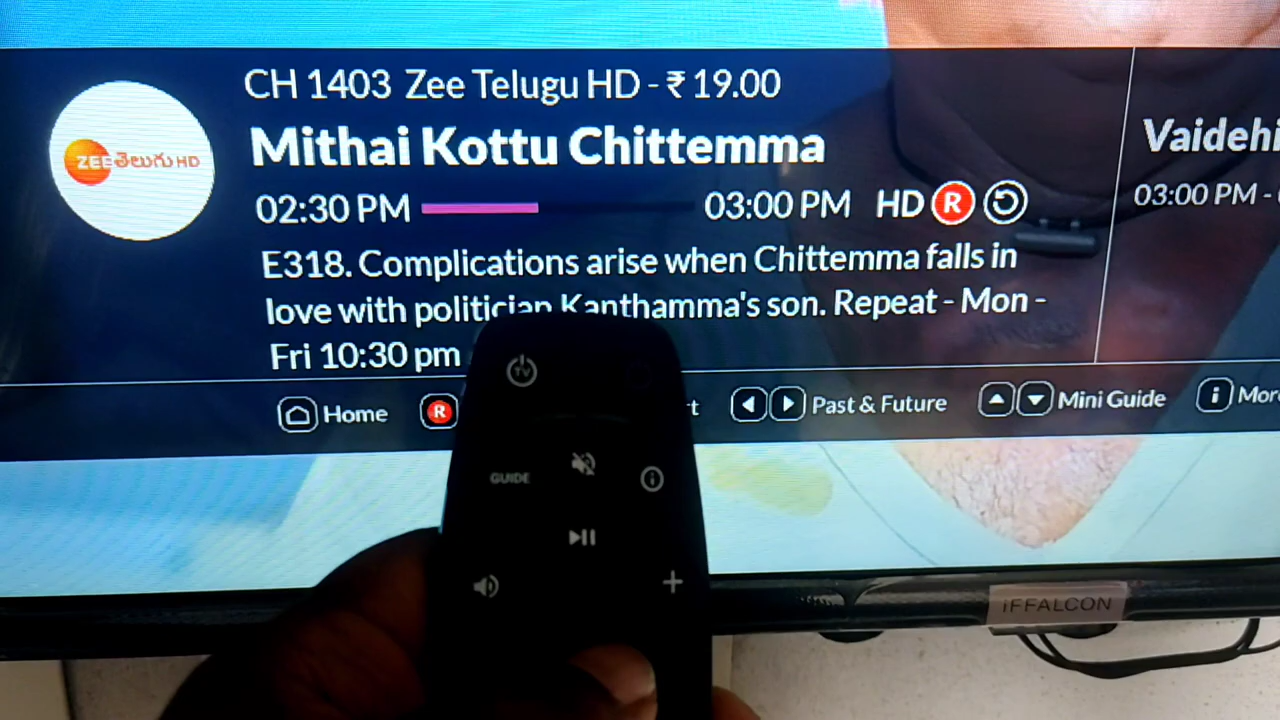 CH 1403 Zee Telugu HD - ₹ 19.00
ZEE తెలుగు HD
Mithai Kottu Chittemma
02:30 PM 03:00 PM HD R
E318. Complications arise when Chittemma falls in
love with politician Kanthamma's son. Repeat - Mon -
Fri 10:30 pm
Vaidehi
03:00 PM -
Home R Past & Future Mini Guide i
TV
GUIDE
iFFALCON